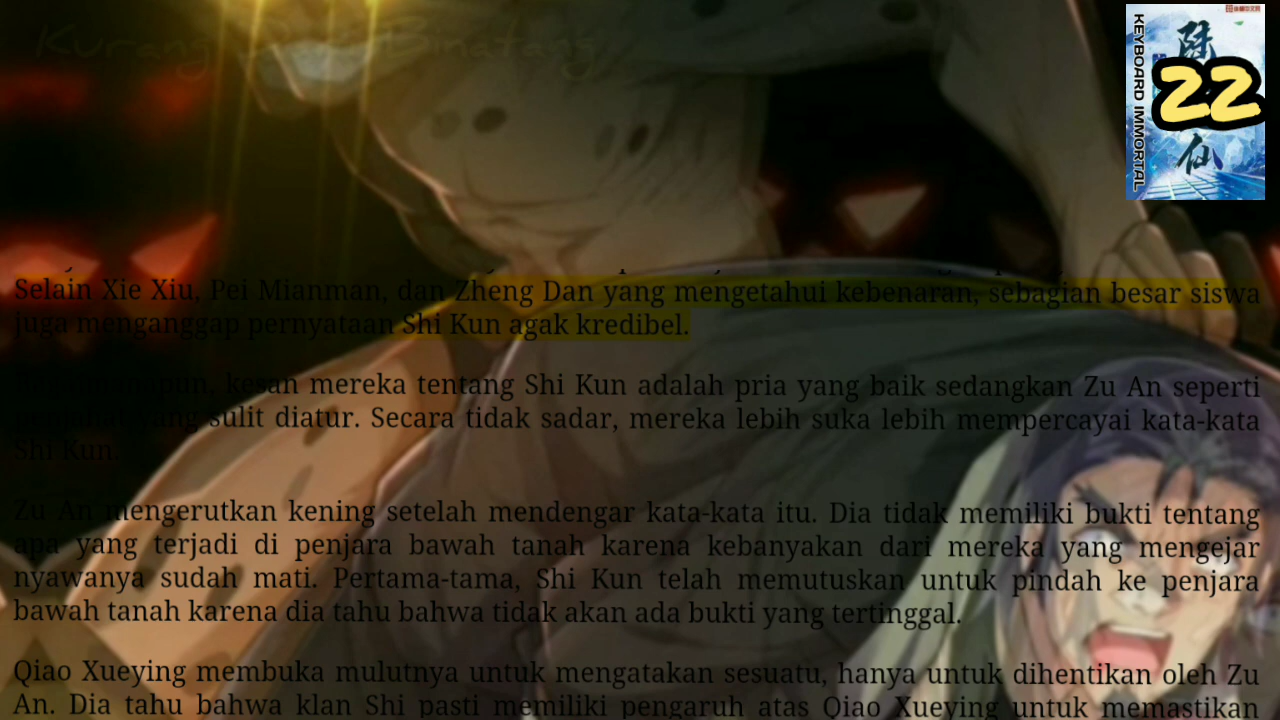 Kurang
陆
仙
KEYBOARD IMMORTAL
22
Selain Xie Xiu, Pei Mianman, dan Zheng Dan yang mengetahui kebenaran, sebagian besar siswa
juga menganggap pernyataan Shi Kun agak kredibel.
Bagaimanapun, kesan mereka tentang Shi Kun adalah pria yang baik sedangkan Zu An seperti
yang sulit diatur. Secara tidak sadar, mereka lebih suka lebih mempercayai kata-kata
Shi Kun.
Zu An mengerutkan kening setelah mendengar kata-kata itu. Dia tidak memiliki bukti tentang
apa yang terjadi di penjara bawah tanah karena kebanyakan dari mereka yang mengejar
nyawanya sudah mati. Pertama-tama, Shi Kun telah memutuskan untuk pindah ke penjara
bawah tanah karena dia tahu bahwa tidak akan ada bukti yang tertinggal.
Qiao Xueying membuka mulutnya untuk mengatakan sesuatu, hanya untuk dihentikan oleh Zu
An. Dia tahu bahwa klan Shi pasti memiliki pengaruh atas Qiao Xueying untuk memastikan